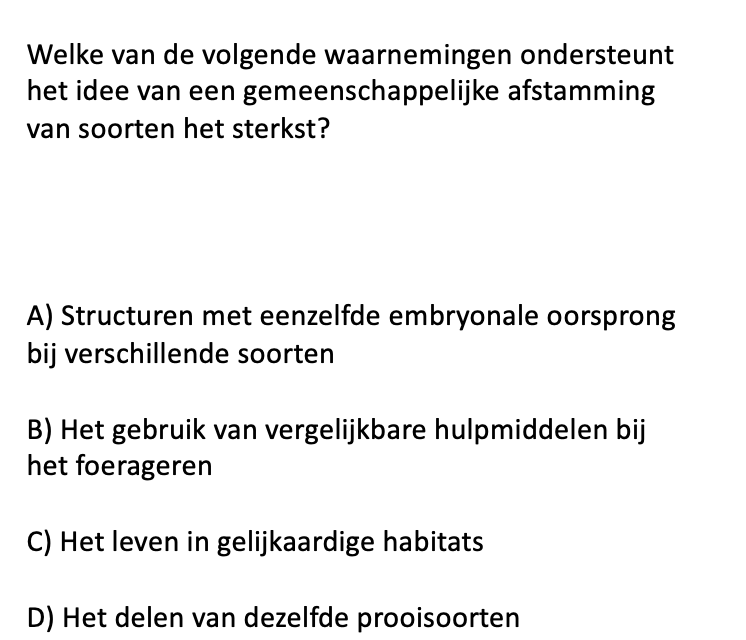 Welke van de volgende waarnemingen ondersteunt
het idee van een gemeenschappelijke afstamming
van soorten het sterkst?
A) Structuren met eenzelfde embryonale oorsprong
bij verschillende soorten
B) Het gebruik van vergelijkbare hulpmiddelen bij
het foerageren
C) Het leven in gelijkaardige habitats
D) Het delen van dezelfde prooisoorten